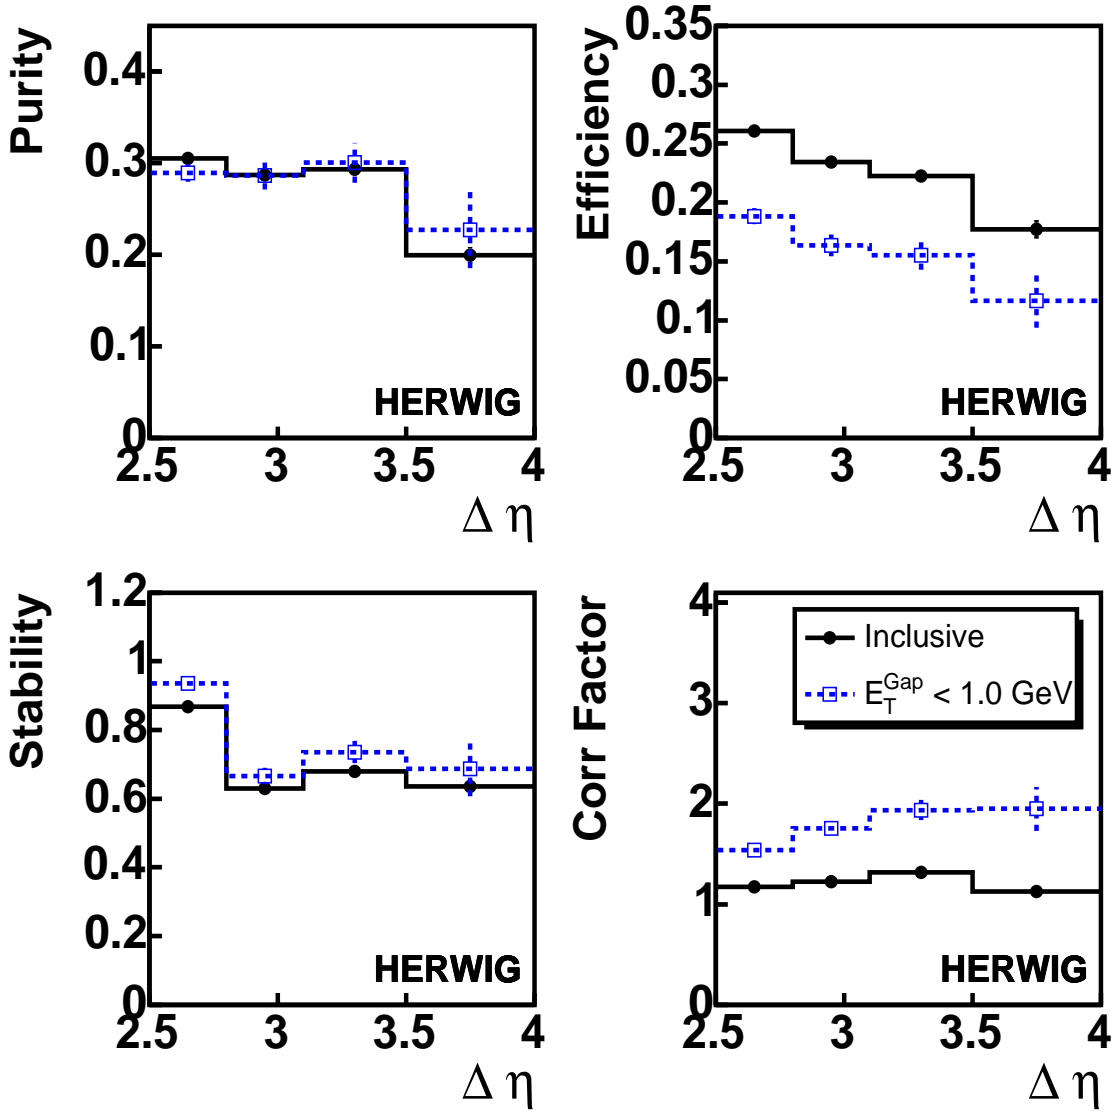 Purity
0.4
0.3
0.2
0.1
0
2.5 3 3.5 4
Δ η
HERWIG
Efficiency
0.35
0.3
0.25
0.2
0.15
0.1
0.05
0
2.5 3 3.5 4
Δ η
HERWIG
Stability
1.2
1
0.8
0.6
0.4
0.2
0
2.5 3 3.5 4
Δ η
HERWIG
Corr Factor
4
3
2
1
0
2.5 3 3.5 4
Δ η
Inclusive
E_T^Gap < 1.0 GeV
HERWIG